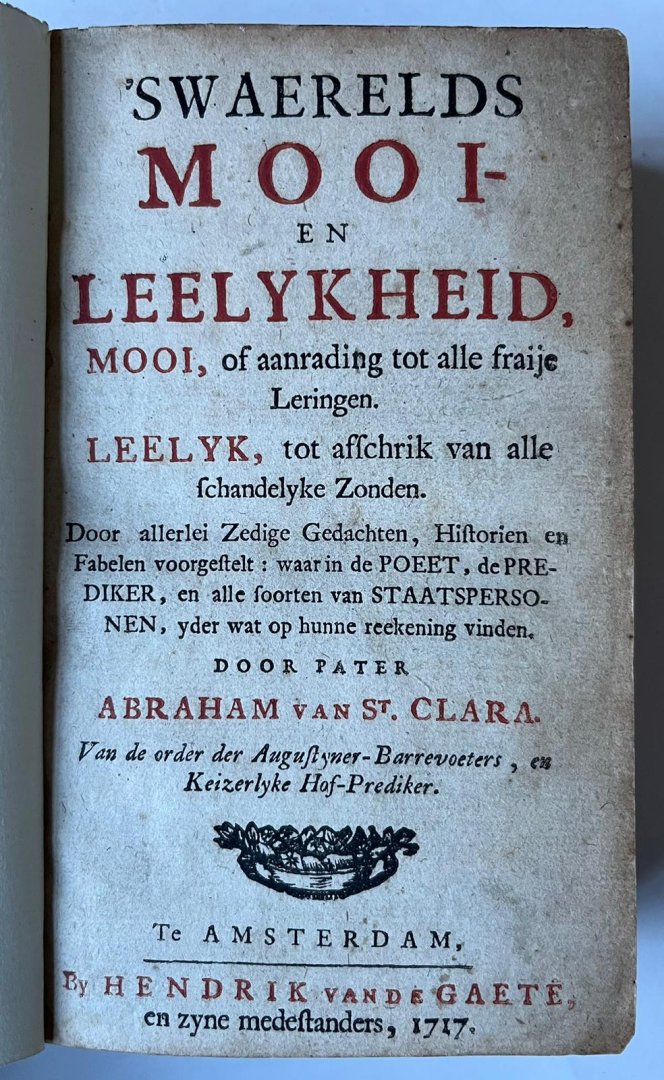 'SWAERELDS
MOOI-
EN
LEELYKHEID,
MOOI, of aanrading tot alle fraije
Leringen.
LEELYK, tot afſchrik van alle
ſchandelyke Zonden.
Door allerlei Zedige Gedachten, Hiſtorien en
Fabelen voorgeſtelt: waar in de POEET, de PRE-
DIKER, en alle ſoorten van STAATSPERSO-
NEN, yder wat op hunne reekening vinden.
DOOR PATER
ABRAHAM VAN ST. CLARA.
Van de order der Auguſtyner-Barrevoeters, en
Keizerlyke Hof-Prediker.
Te AMSTERDAM,
By HENDRIK VAN DE GAETE,
en zyne medeſtanders, 1717.